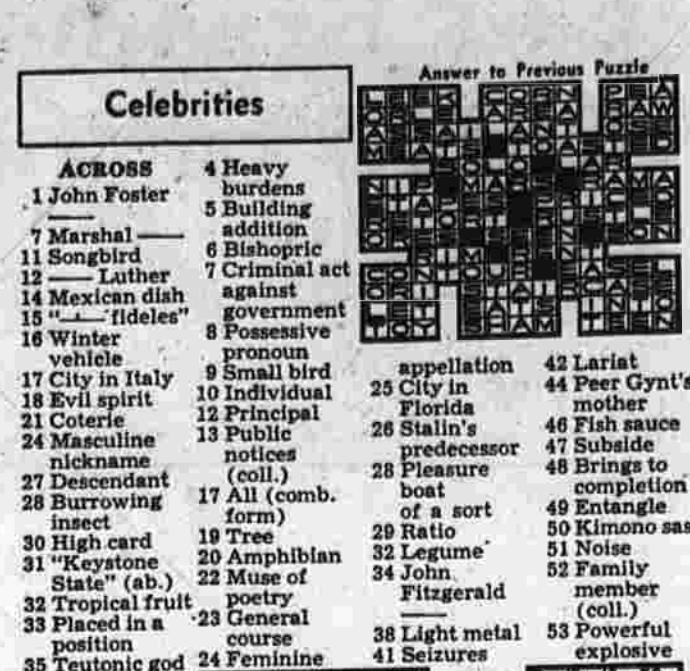 Celebrities
Answer to Previous Puzzle
ACROSS
1 John Foster
——
7 Marshal ——
11 Songbird
12 —— Luther
14 Mexican dish
15 "—— fideles"
16 Winter
vehicle
17 City in Italy
18 Evil spirit
21 Coterie
24 Masculine
nickname
27 Descendant
28 Burrowing
insect
30 High card
31 "Keystone
State" (ab.)
32 Tropical fruit
33 Placed in a
position
35 Teutonic god
4 Heavy
burdens
5 Building
addition
6 Bishopric
7 Criminal act
against
government
8 Possessive
pronoun
9 Small bird
10 Individual
12 Principal
13 Public
notices
(coll.)
17 All (comb.
form)
19 Tree
20 Amphibian
22 Muse of
poetry
23 General
course
24 Feminine
appellation
25 City in
Florida
26 Stalin's
predecessor
28 Pleasure
boat
of a sort
29 Ratio
32 Legume
34 John
Fitzgerald
——
38 Light metal
41 Seizures
42 Lariat
44 Peer Gynt's
mother
46 Fish sauce
47 Subside
48 Brings to
completion
49 Entangle
50 Kimono sas
51 Noise
52 Family
member
(coll.)
53 Powerful
explosive